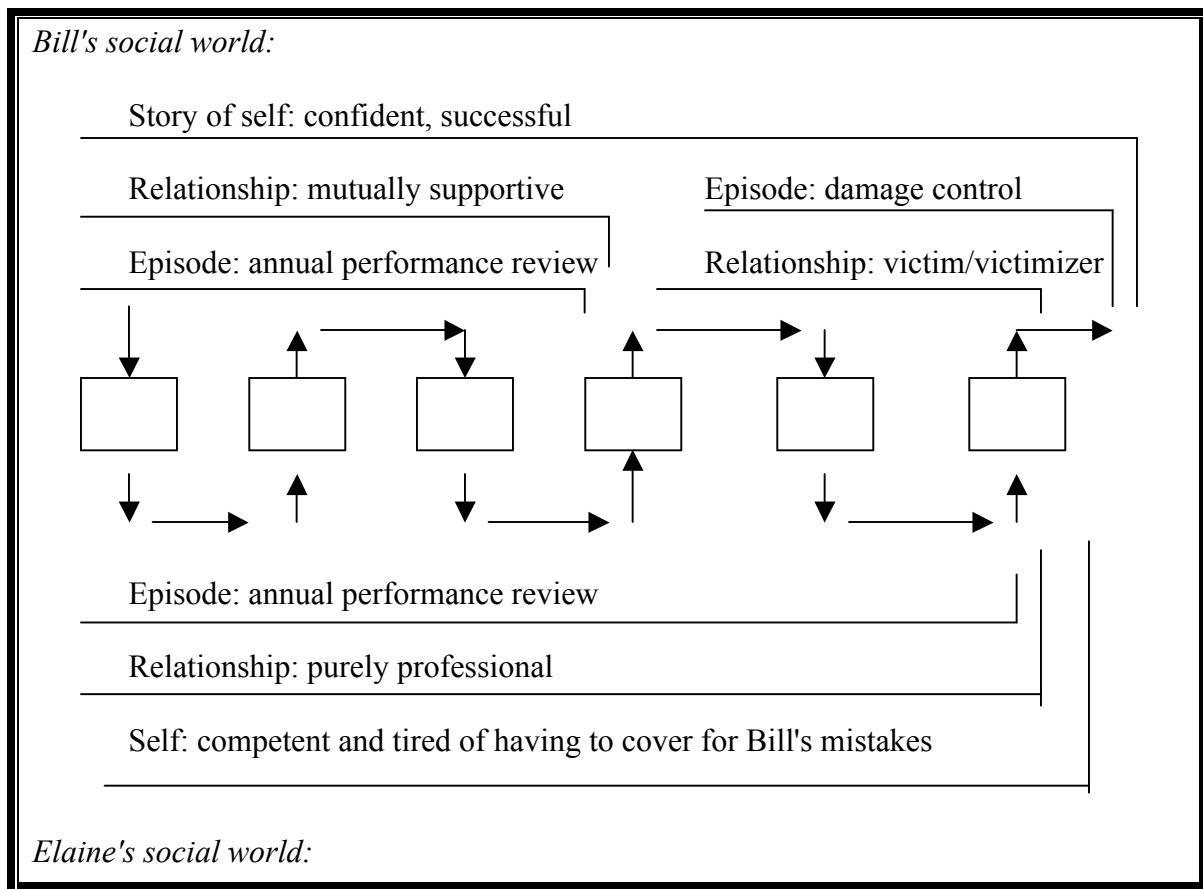 Bill's social world:
Story of self: confident, successful
Relationship: mutually supportive
Episode: damage control
Episode: annual performance review
Relationship: victim/victimizer
Episode: annual performance review
Relationship: purely professional
Self: competent and tired of having to cover for Bill's mistakes
Elaine's social world: